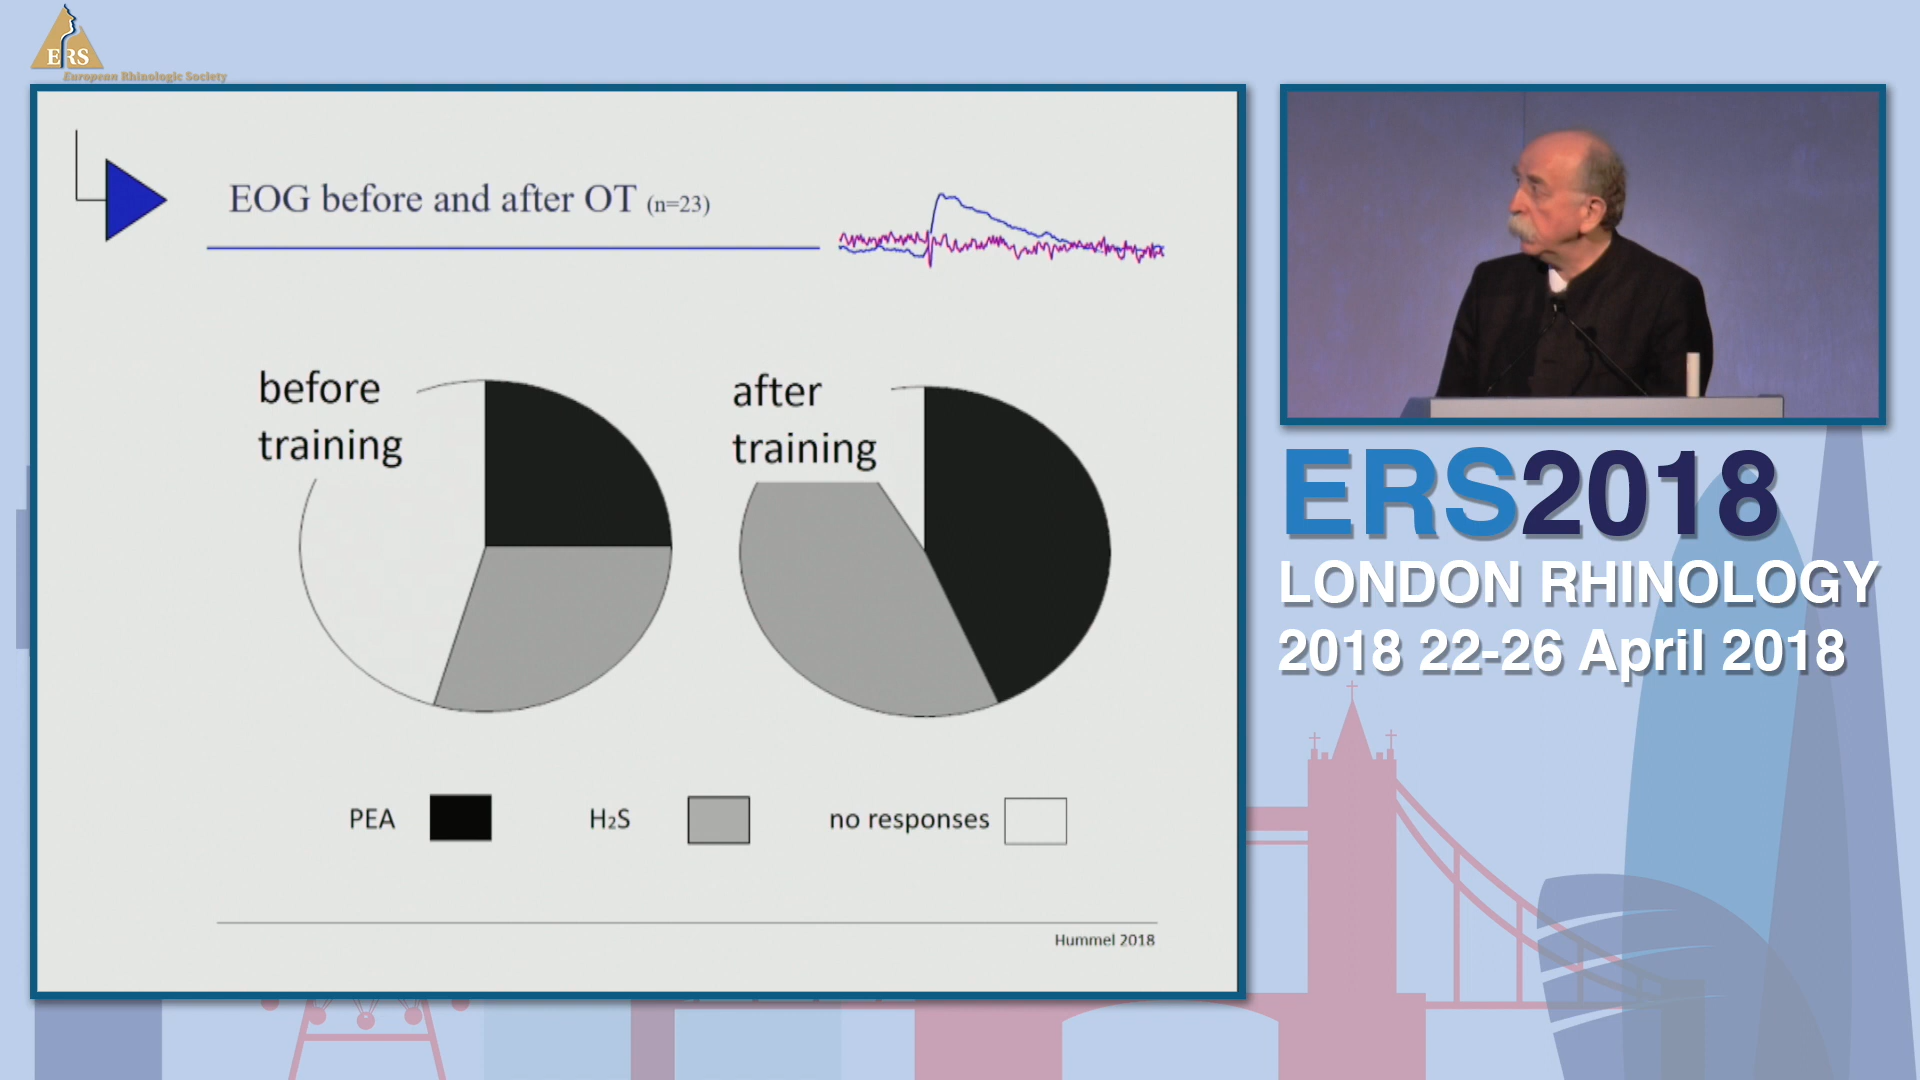 ERS
European Rhinologic Society
EOG before and after OT (n=23)
before
training
after
training
PEA
H₂S
no responses
Hummel 2018
ERS2018
LONDON RHINOLOGY
2018 22-26 April 2018